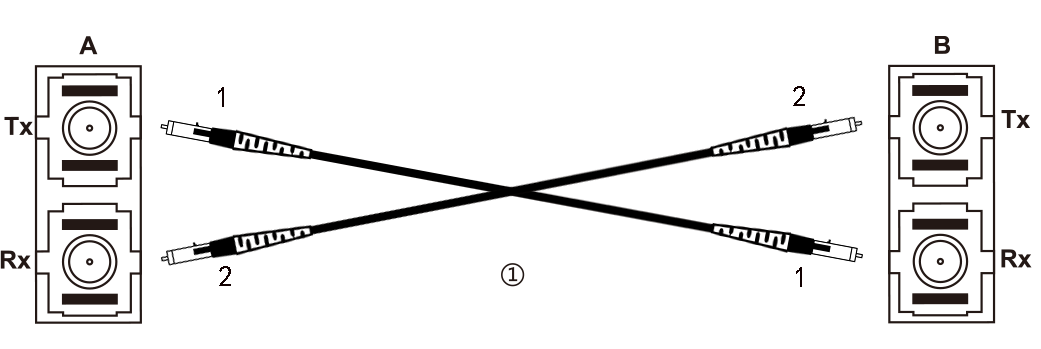 A B
1 2
Tx Tx
Rx Rx
2 ① 1